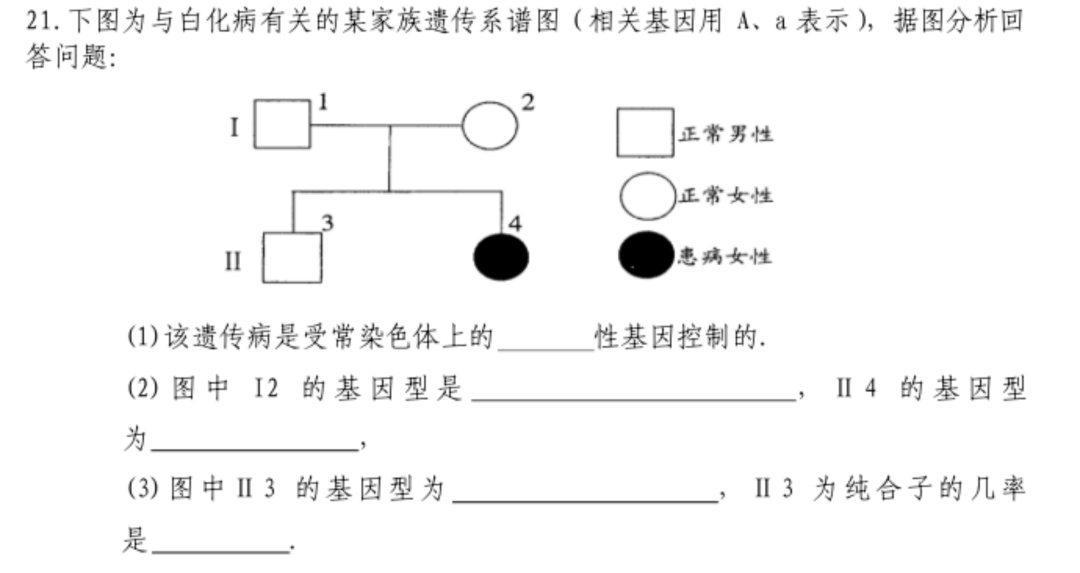 21. 下图为与白化病有关的某家族遗传系谱图（相关基因用 A、a 表示），据图分析回
答问题：
1
2
I
正常男性
正常女性
3
4
II
患病女性
(1)该遗传病是受常染色体上的______性基因控制的.
(2) 图中 I2 的基因型是____________________， II 4 的基因型
为_____________，
(3) 图中 II 3 的基因型为________________， II 3 为纯合子的几率
是_________.